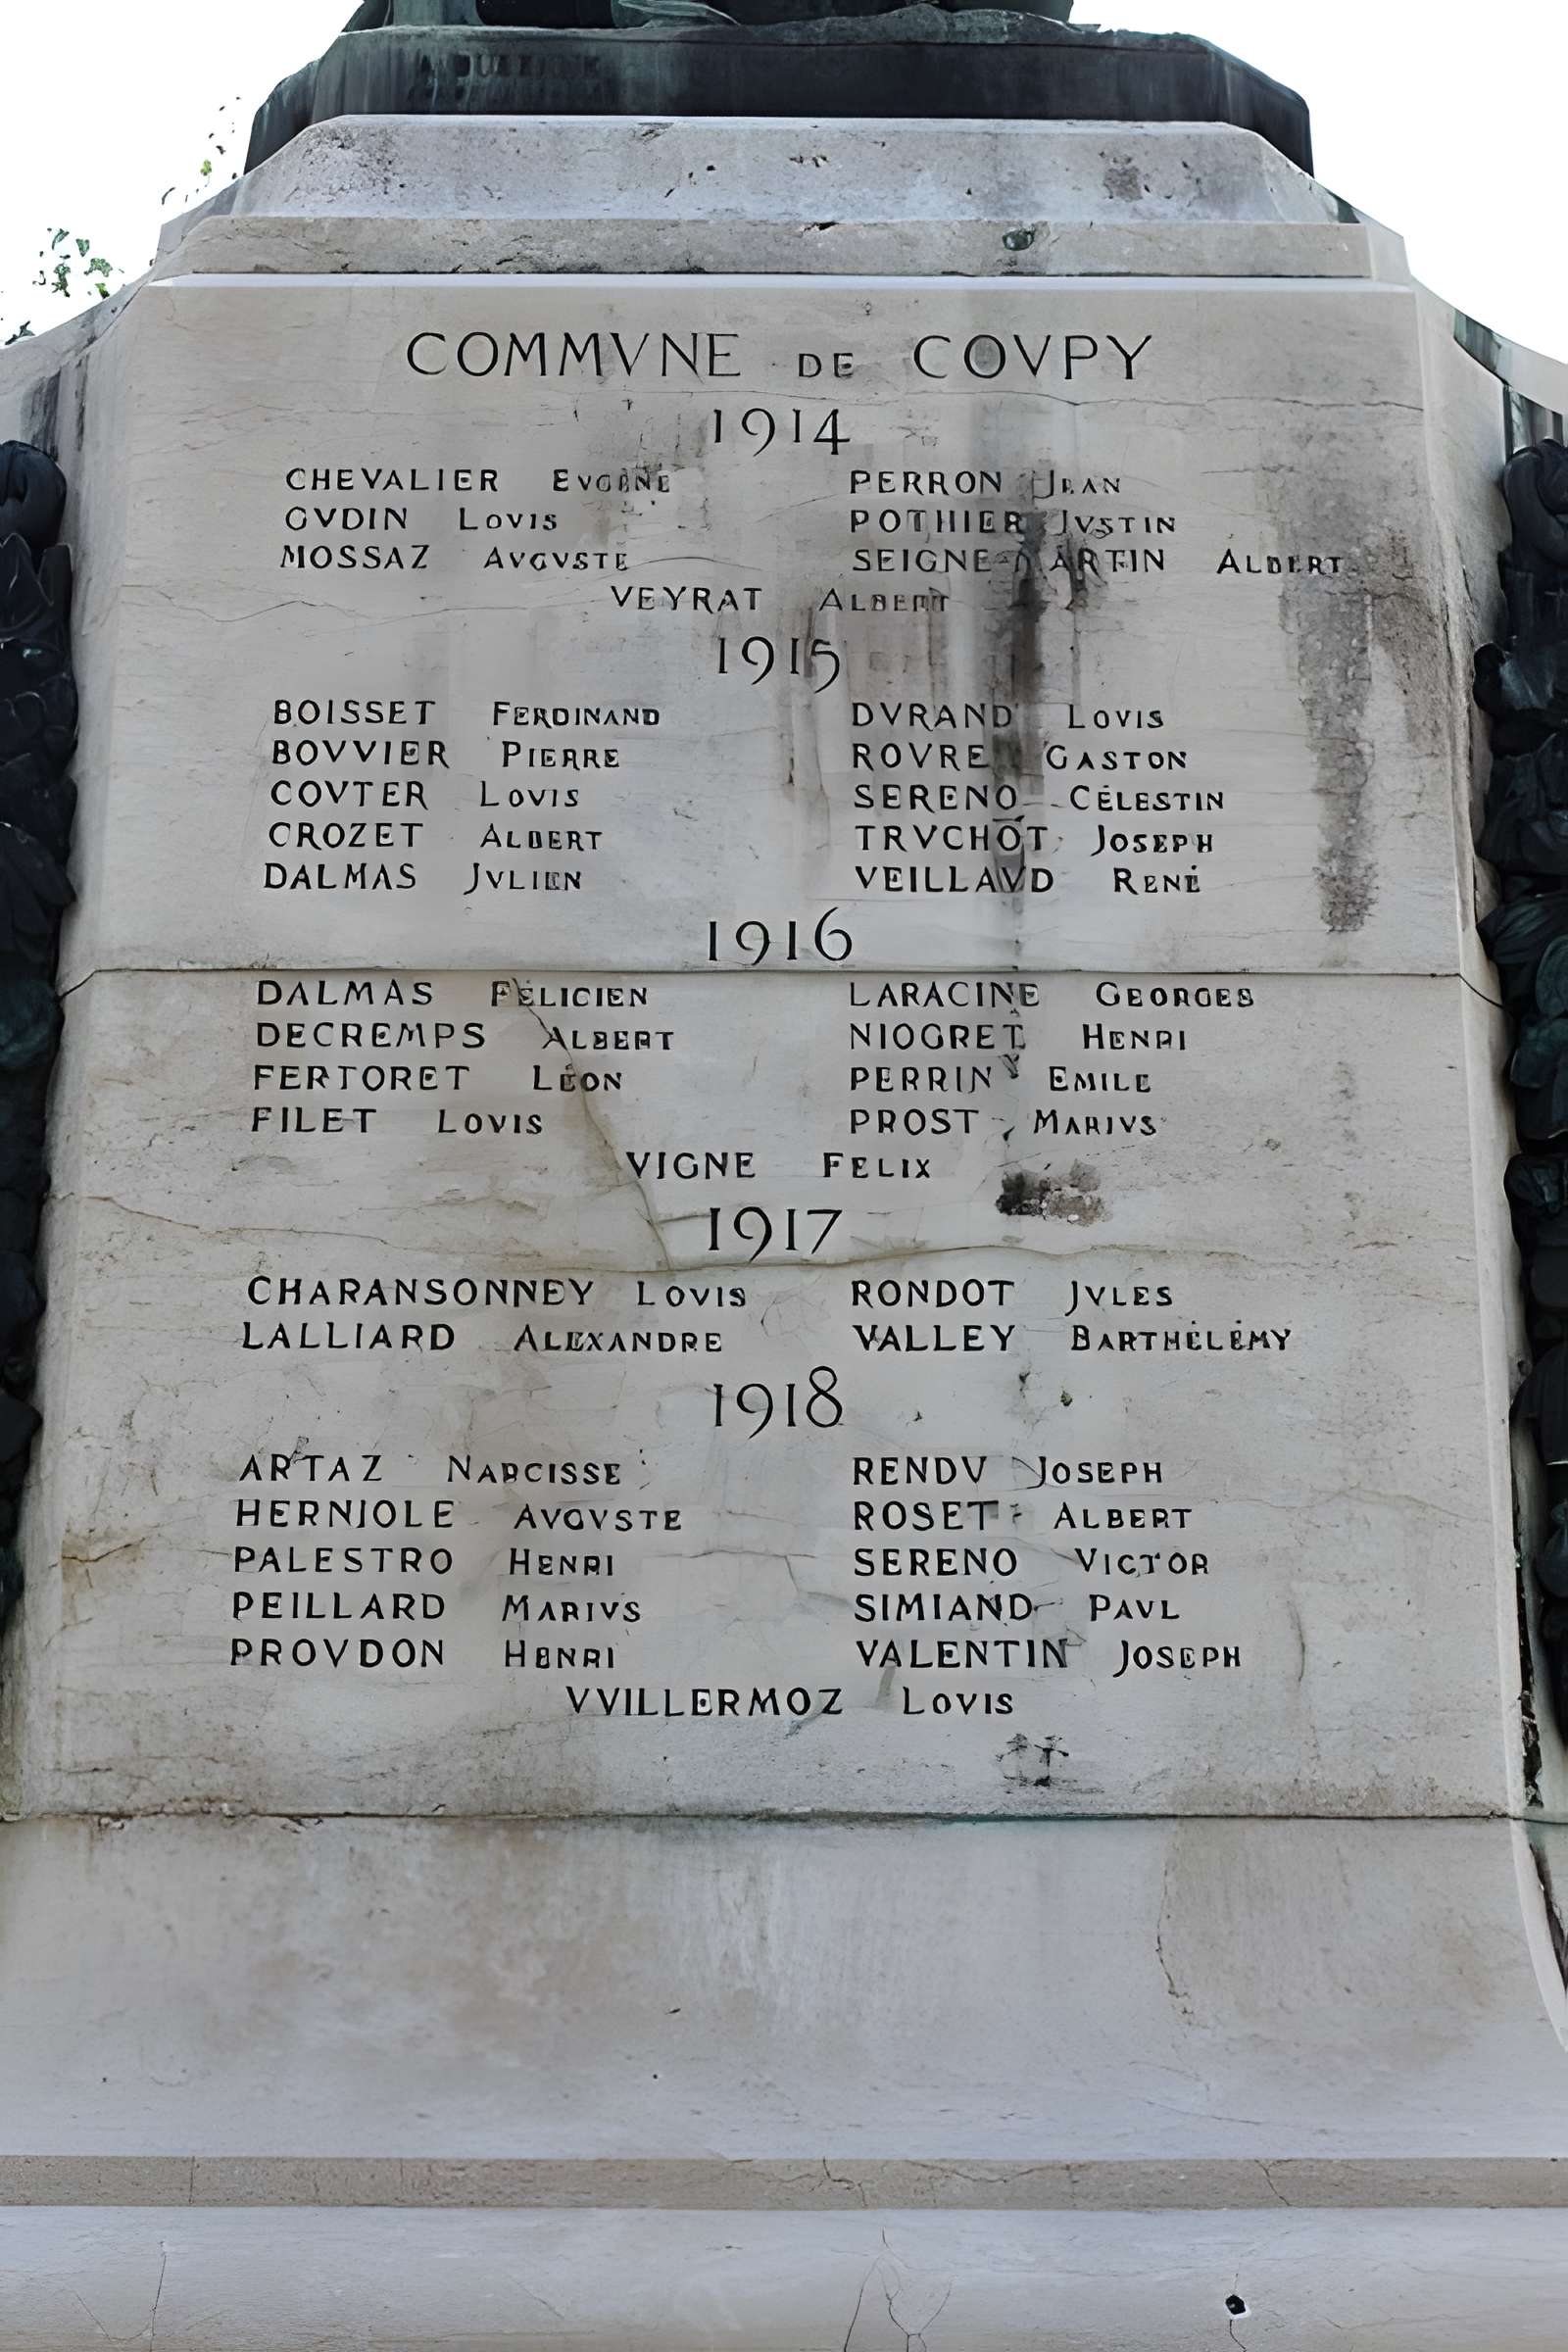 COMMVNE DE COVPY
1914
CHEVALIER EVGÈNE
GVDIN LOVIS
MOSSAZ AVGVSTE
PERRON JEAN
POTHIER JVSTIN
SEIGNE-MARTIN ALBERT
VEYRAT ALBERT
1915
BOISSET FERDINAND
BOVVIER PIERRE
COVTER LOVIS
CROZET ALBERT
DALMAS JVLIEN
DVRAND LOVIS
ROVRE GASTON
SERENO CÉLESTIN
TRVCHOT JOSEPH
VEILLAVD RENÉ
1916
DALMAS FÉLICIEN
DECREMPS ALBERT
FERTORET LÉON
FILET LOVIS
LARACINE GEORGES
NIOGRET HENRI
PERRIN EMILE
PROST MARIVS
VIGNE FELIX
1917
CHARANSONNEY LOVIS
LALLIARD ALEXANDRE
RONDOT JVLES
VALLEY BARTHÉLÉMY
1918
ARTAZ NARCISSE
HERNIOLE AVGVSTE
PALESTRO HENRI
PEILLARD MARIVS
PROVDON HENRI
RENDV JOSEPH
ROSET ALBERT
SERENO VICTOR
SIMIAND PAVL
VALENTIN JOSEPH
VVILLERMOZ LOVIS